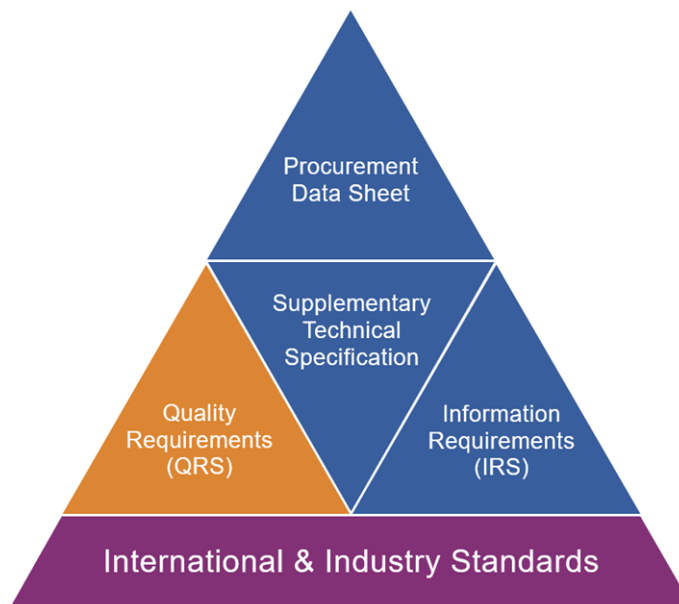 Procurement
Data Sheet
Supplementary
Technical
Specification
Quality
Requirements
(QRS)
Information
Requirements
(IRS)
International & Industry Standards